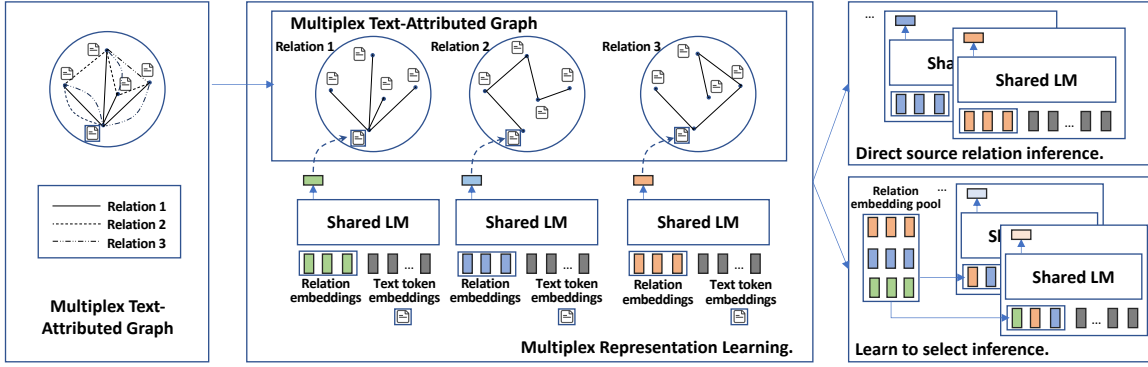 Relation 1
Relation 2
Relation 3
Multiplex Text-
Attributed Graph
Multiplex Text-Attributed Graph
Relation 1
Relation 2
Relation 3
Shared LM
Shared LM
Shared LM
...
...
...
Relation
embeddings
Text token
embeddings
Relation
embeddings
Text token
embeddings
Relation
embeddings
Text token
embeddings
Multiplex Representation Learning.
...
Sha
Shared LM
...
Direct source relation inference.
Relation
embedding pool
...
Sh
Shared LM
...
Learn to select inference.